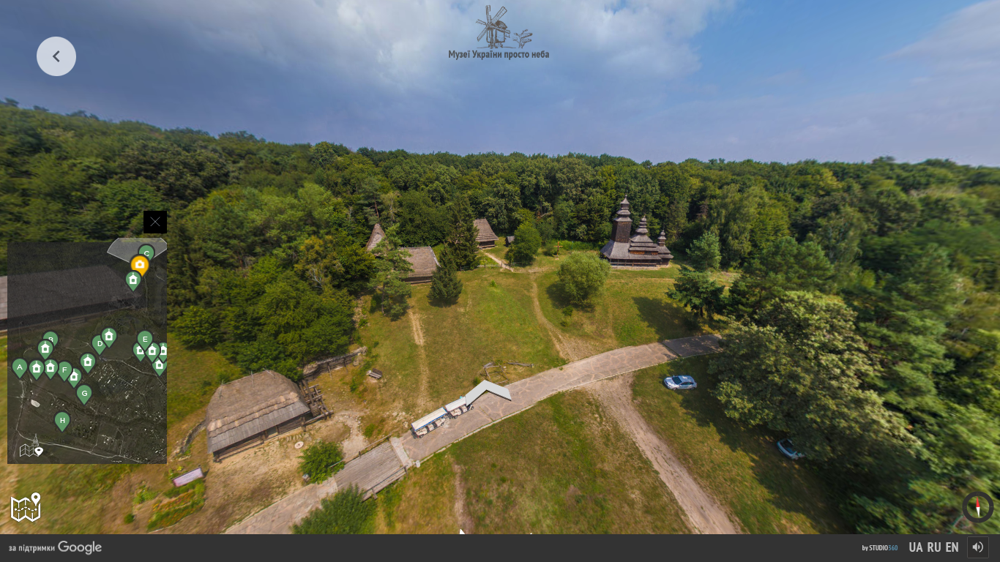 Музеї України просто неба
C
B
D
E
A
F
G
H
за підтримки Google
by STUDIO360
UA RU EN